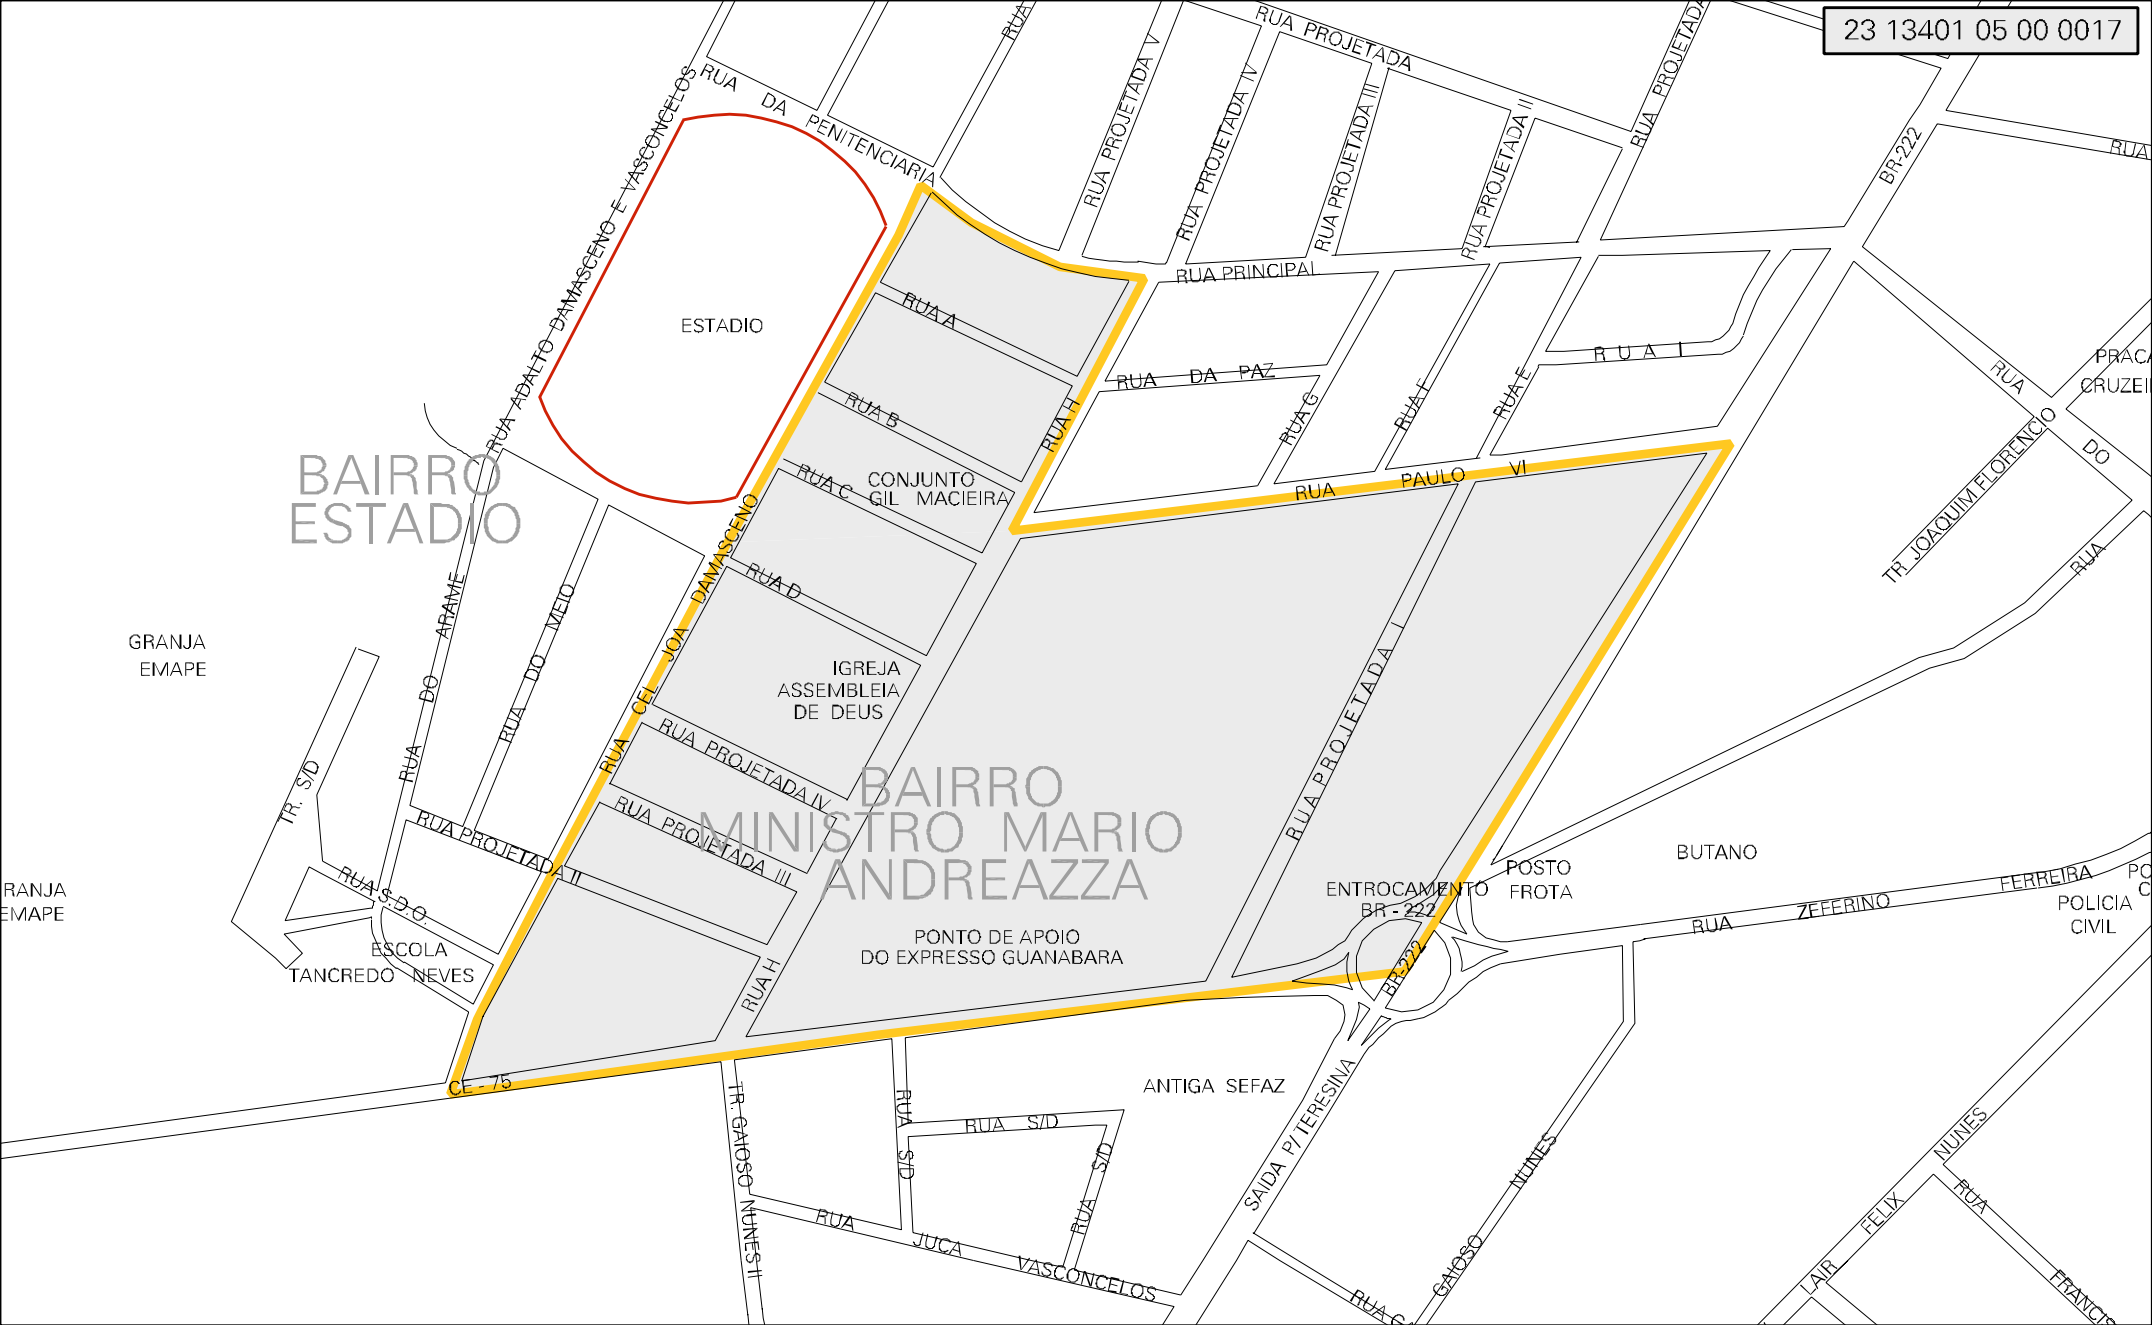 23 13401 05 00 0017
RUA PROJETADA
RUA
RUA PROJETADA
RUA DA PENITENCIARIA
RUA PROJETADA V
RUA PROJETADA IV
RUA PROJETADA III
RUA PROJETADA II
BR-222
RUA
RUA ADALTO DAMASCENO E VASCONCELOS
RUA PRINCIPAL
ESTADIO
RUA A
RUA I
RUA DA PAZ
RUA B
RUA H
RUA G
RUA F
RUA E
RUA DO
PRACA
TR JOAQUIM FLORENCIO
RUA
BAIRRO
ESTADIO
RUA C
CONJUNTO
GIL MACIEIRA
RUA PAULO VI
RUA D
RUA CEL JOA DAMASCENO
RUA DO ARAME
RUA DO MEIO
GRANJA
EMAPE
IGREJA
ASSEMBLEIA
DE DEUS
RUA PROJETADA I
RUA PROJETADA IV
RUA PROJETADA III
TR. S/D
BAIRRO
MINISTRO MARIO
ANDREAZZA
RUA PROJETADA II
RUA S.D.O.
RANJA
EMAPE
ESCOLA
TANCREDO NEVES
PONTO DE APOIO
DO EXPRESSO GUANABARA
RUA H
ENTROCAMENTO
BR - 222
BR-222
POSTO
FROTA
BUTANO
RUA ZEFERINO FERREIRA
POLICIA
CIVIL
CE - 75
TR. GAIOSO NUNES II
RUA S/D
RUA S/D
RUA S/D
ANTIGA SEFAZ
SAIDA P/ TERESINA
RUA JUCA VASCONCELOS
GAIOSO NUNES
LAIR FELIX NUNES
RUA